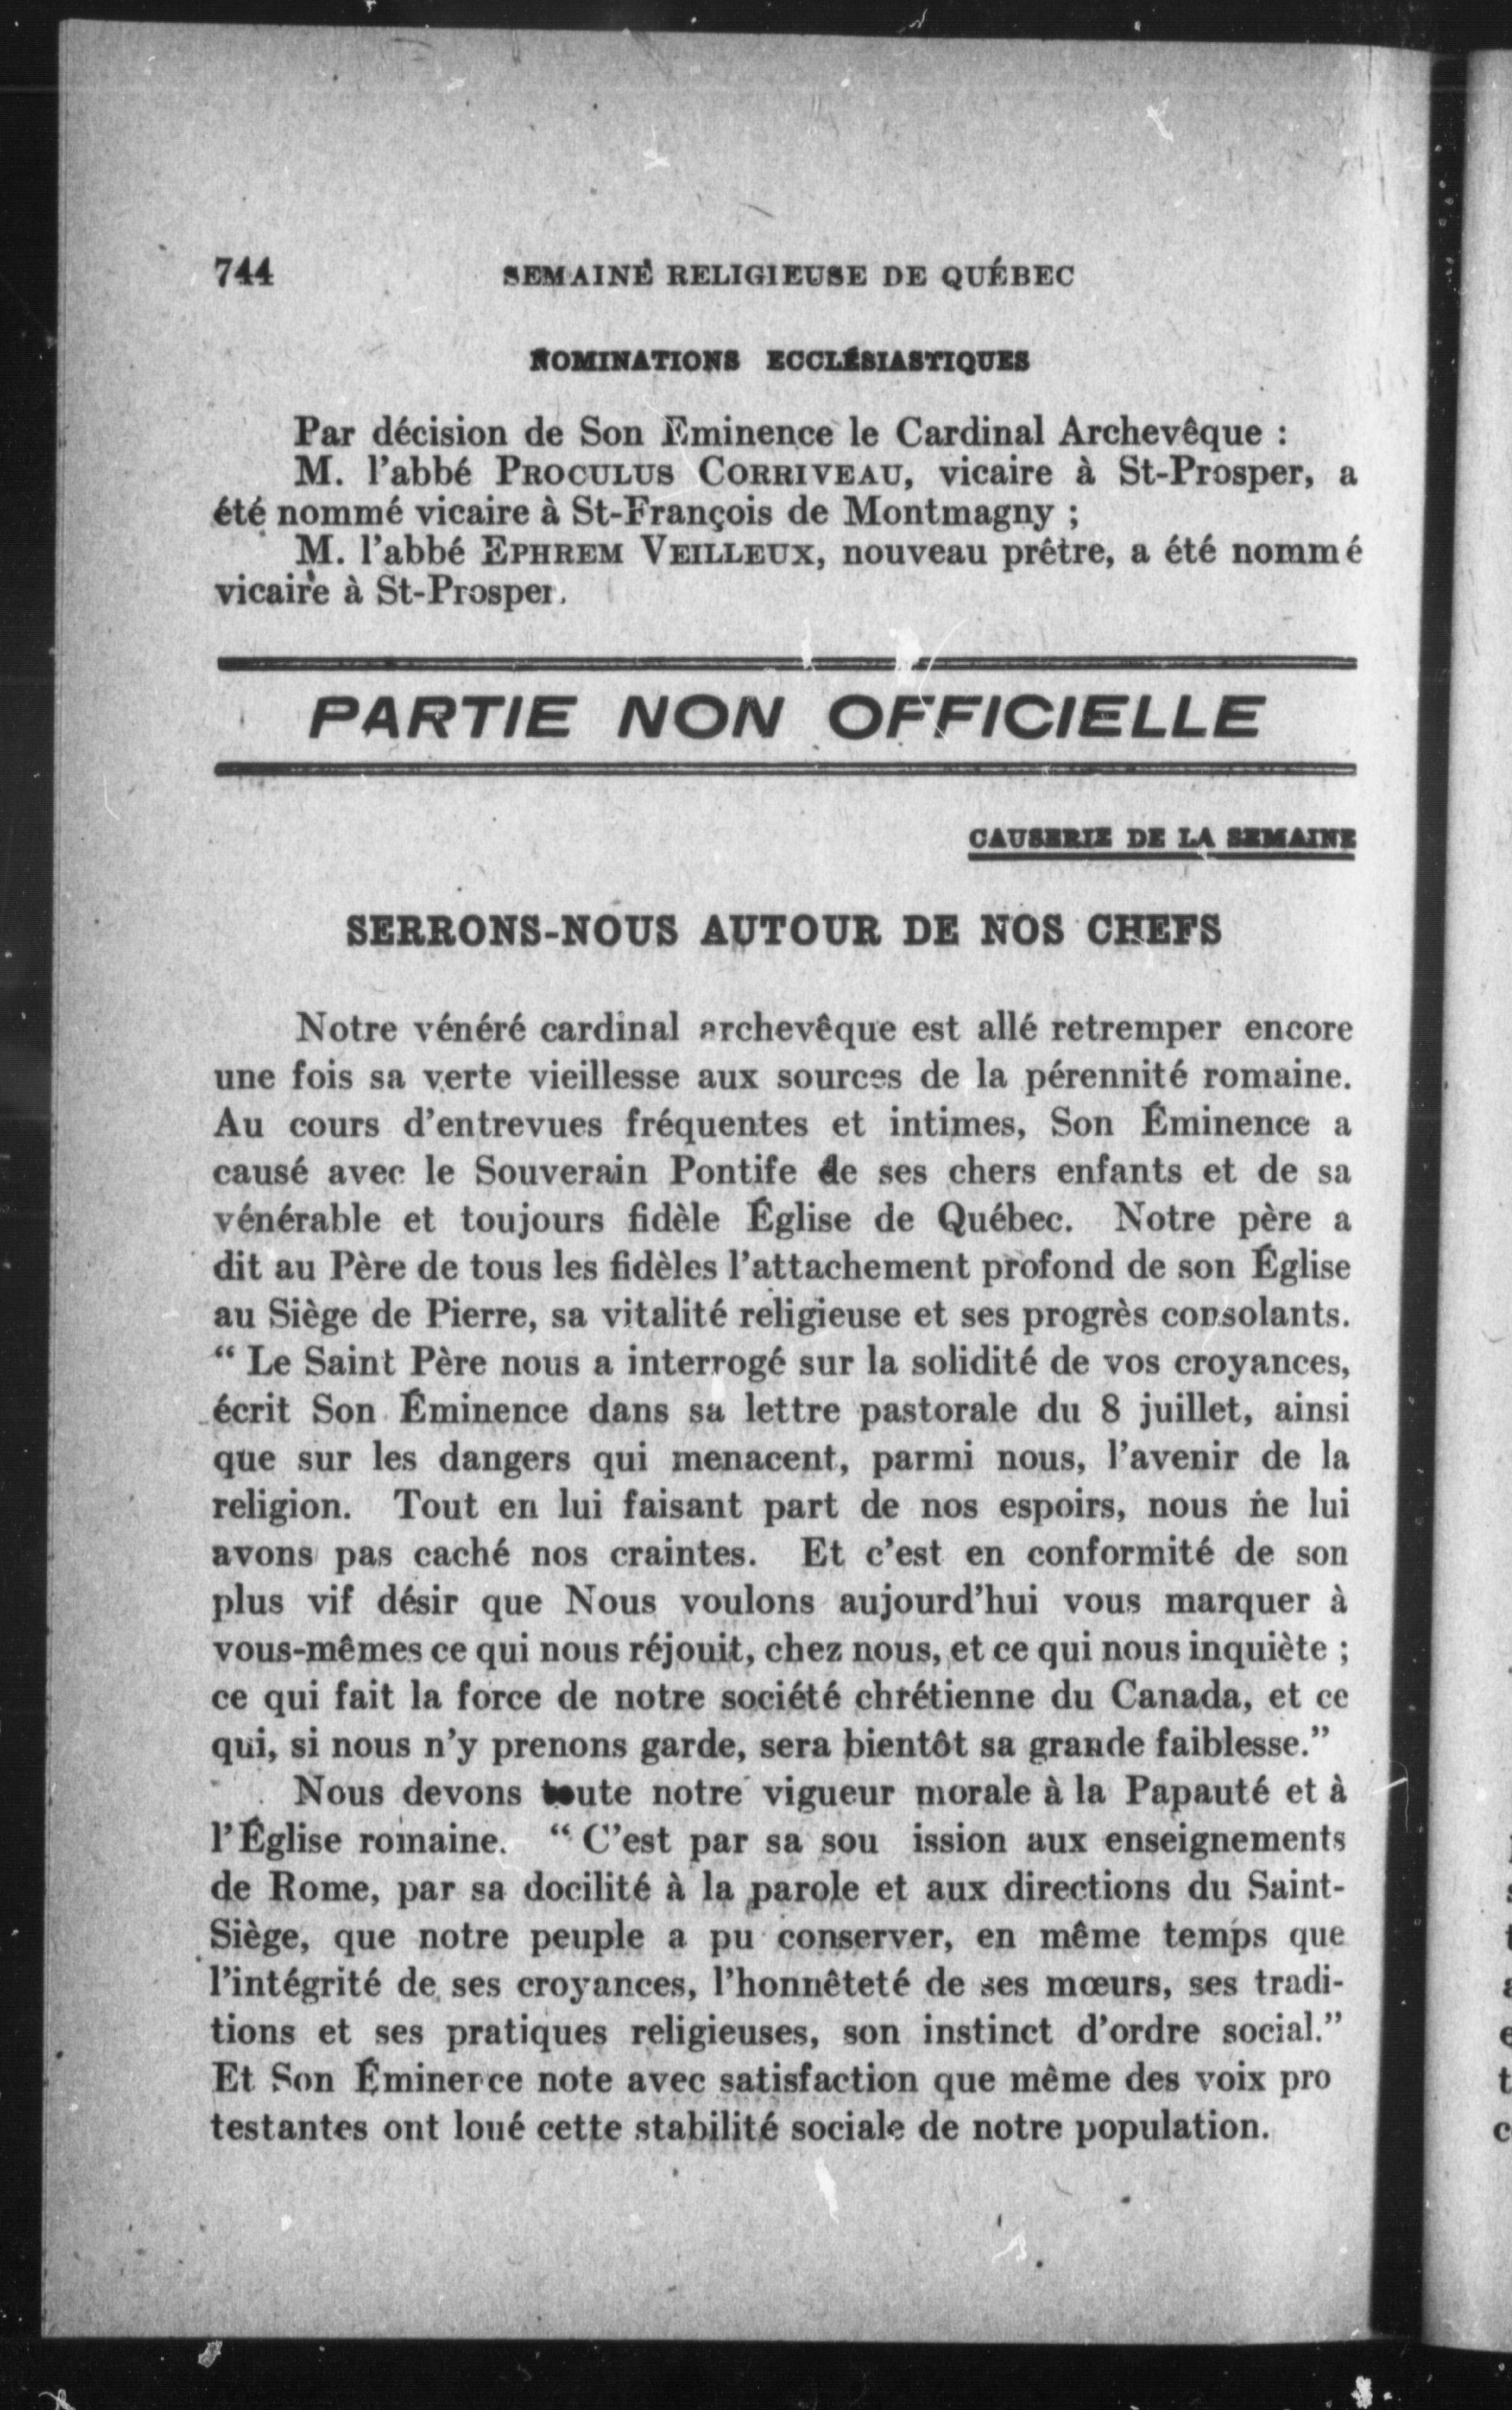 744 SEMAINE RELIGIEUSE DE QUÉBEC
NOMINATIONS ECCLÉSIASTIQUES
Par décision de Son Eminence le Cardinal Archevêque :
M. l'abbé PROCULUS CORRIVEAU, vicaire à St-Prosper, a
été nommé vicaire à St-François de Montmagny ;
M. l'abbé EPHREM VEILLEUX, nouveau prêtre, a été nommé
vicaire à St-Prosper.
PARTIE NON OFFICIELLE
CAUSERIE DE LA SEMAINE
SERRONS-NOUS AUTOUR DE NOS CHEFS
Notre vénéré cardinal archevêque est allé retremper encore
une fois sa verte vieillesse aux sources de la pérennité romaine.
Au cours d'entrevues fréquentes et intimes, Son Éminence a
causé avec le Souverain Pontife de ses chers enfants et de sa
vénérable et toujours fidèle Église de Québec. Notre père a
dit au Père de tous les fidèles l'attachement profond de son Église
au Siège de Pierre, sa vitalité religieuse et ses progrès consolants.
“ Le Saint Père nous a interrogé sur la solidité de vos croyances,
écrit Son Éminence dans sa lettre pastorale du 8 juillet, ainsi
que sur les dangers qui menacent, parmi nous, l'avenir de la
religion. Tout en lui faisant part de nos espoirs, nous ne lui
avons pas caché nos craintes. Et c'est en conformité de son
plus vif désir que Nous voulons aujourd'hui vous marquer à
vous-mêmes ce qui nous réjouit, chez nous, et ce qui nous inquiète ;
ce qui fait la force de notre société chrétienne du Canada, et ce
qui, si nous n'y prenons garde, sera bientôt sa grande faiblesse.”
Nous devons toute notre vigueur morale à la Papauté et à
l'Église romaine. “ C'est par sa sou ission aux enseignements
de Rome, par sa docilité à la parole et aux directions du Saint-
Siège, que notre peuple a pu conserver, en même temps que
l'intégrité de ses croyances, l'honnêteté de ses mœurs, ses tradi-
tions et ses pratiques religieuses, son instinct d'ordre social.”
Et Son Éminence note avec satisfaction que même des voix pro
testantes ont loué cette stabilité sociale de notre population.